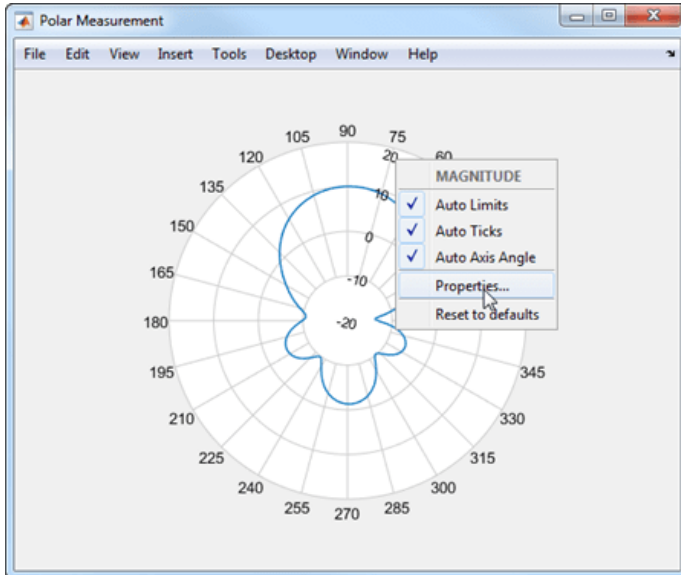 Polar Measurement
File Edit View Insert Tools Desktop Window Help
90
105 75
120 20 60
135 10
150 0
165 -10
180 -20
195 345
210 330
225 315
240 300
255 270 285
MAGNITUDE
Auto Limits
Auto Ticks
Auto Axis Angle
Properties...
Reset to defaults